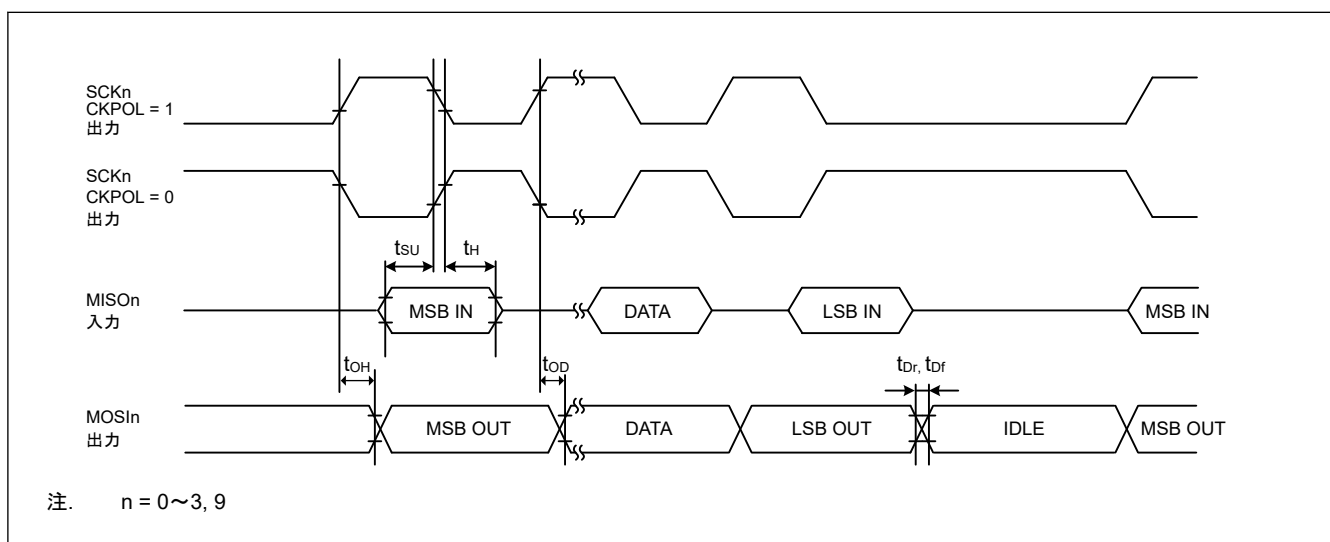 SCKn
CKPOL = 1
出力
SCKn
CKPOL = 0
出力
tSU
tH
MISOn
入力
MSB IN
DATA
LSB IN
MSB IN
tOH
tOD
tDr, tDf
MOSIn
出力
MSB OUT
DATA
LSB OUT
IDLE
MSB OUT
注. n = 0～3, 9